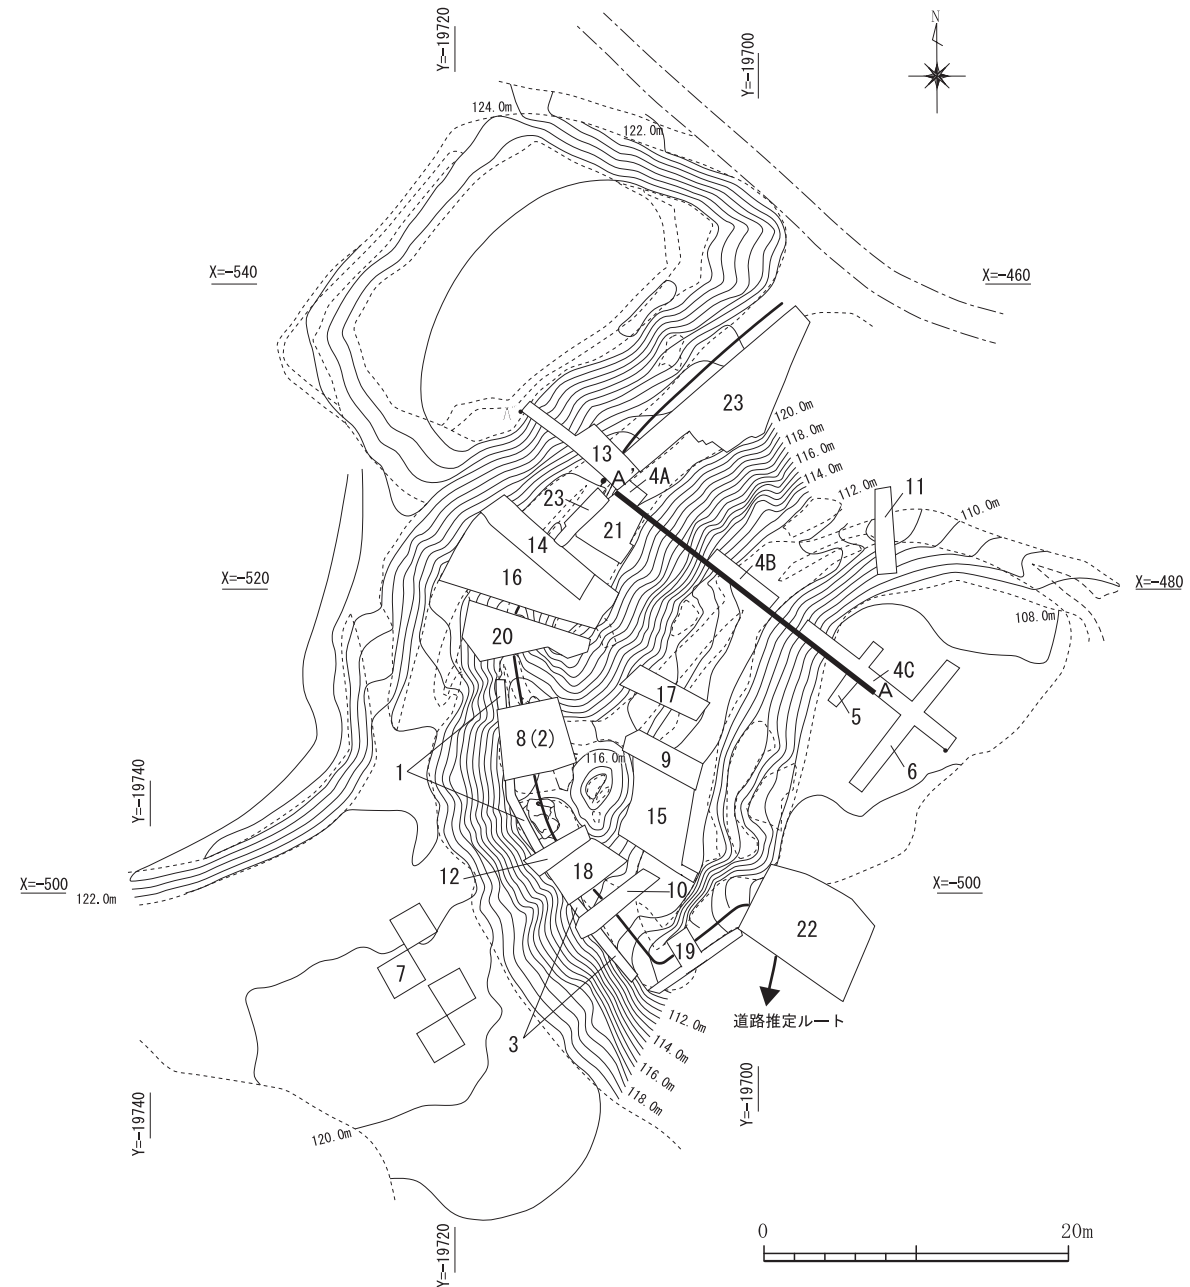 N
Y=-19720
Y=-19700
124.0m
122.0m
X=-540
X=-460
23
120.0m
118.0m
116.0m
114.0m
112.0m
A
13
A'
4A
23
21
14
16
11
110.0m
4B
X=-520
X=-480
108.0m
20
4C
A
17
5
6
8(2)
9
116.0m
1
15
Y=-19740
12
18
10
X=-500
122.0m
X=-500
22
19
7
道路推定ルート
3
112.0m
114.0m
116.0m
118.0m
Y=-19700
Y=-19740
120.0m
Y=-19720
0
20m